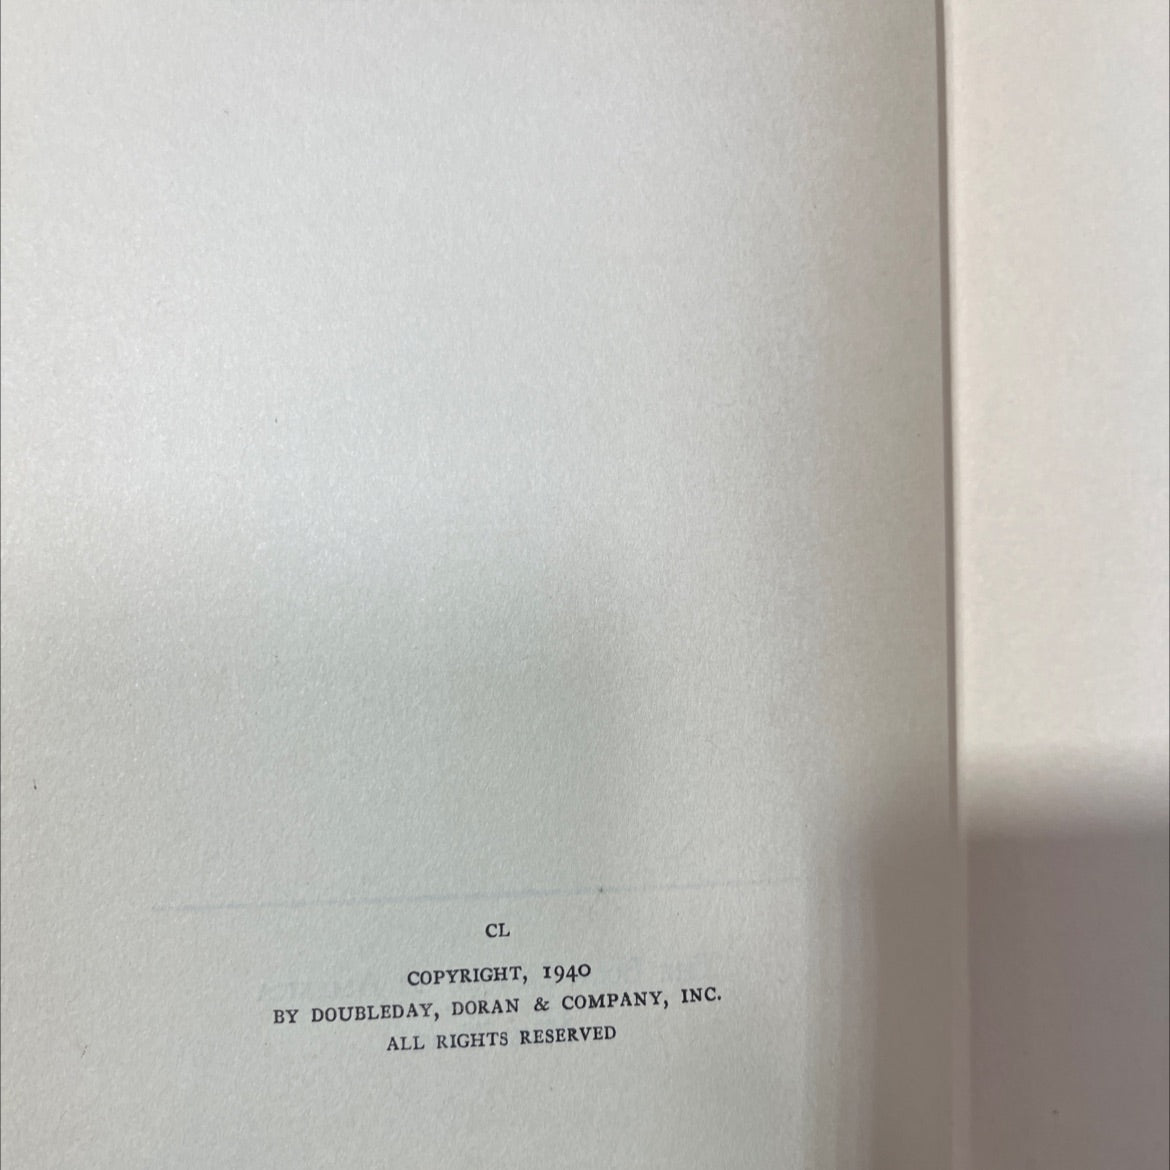 CL
COPYRIGHT, 1940
BY DOUBLEDAY, DORAN & COMPANY, INC.
ALL RIGHTS RESERVED